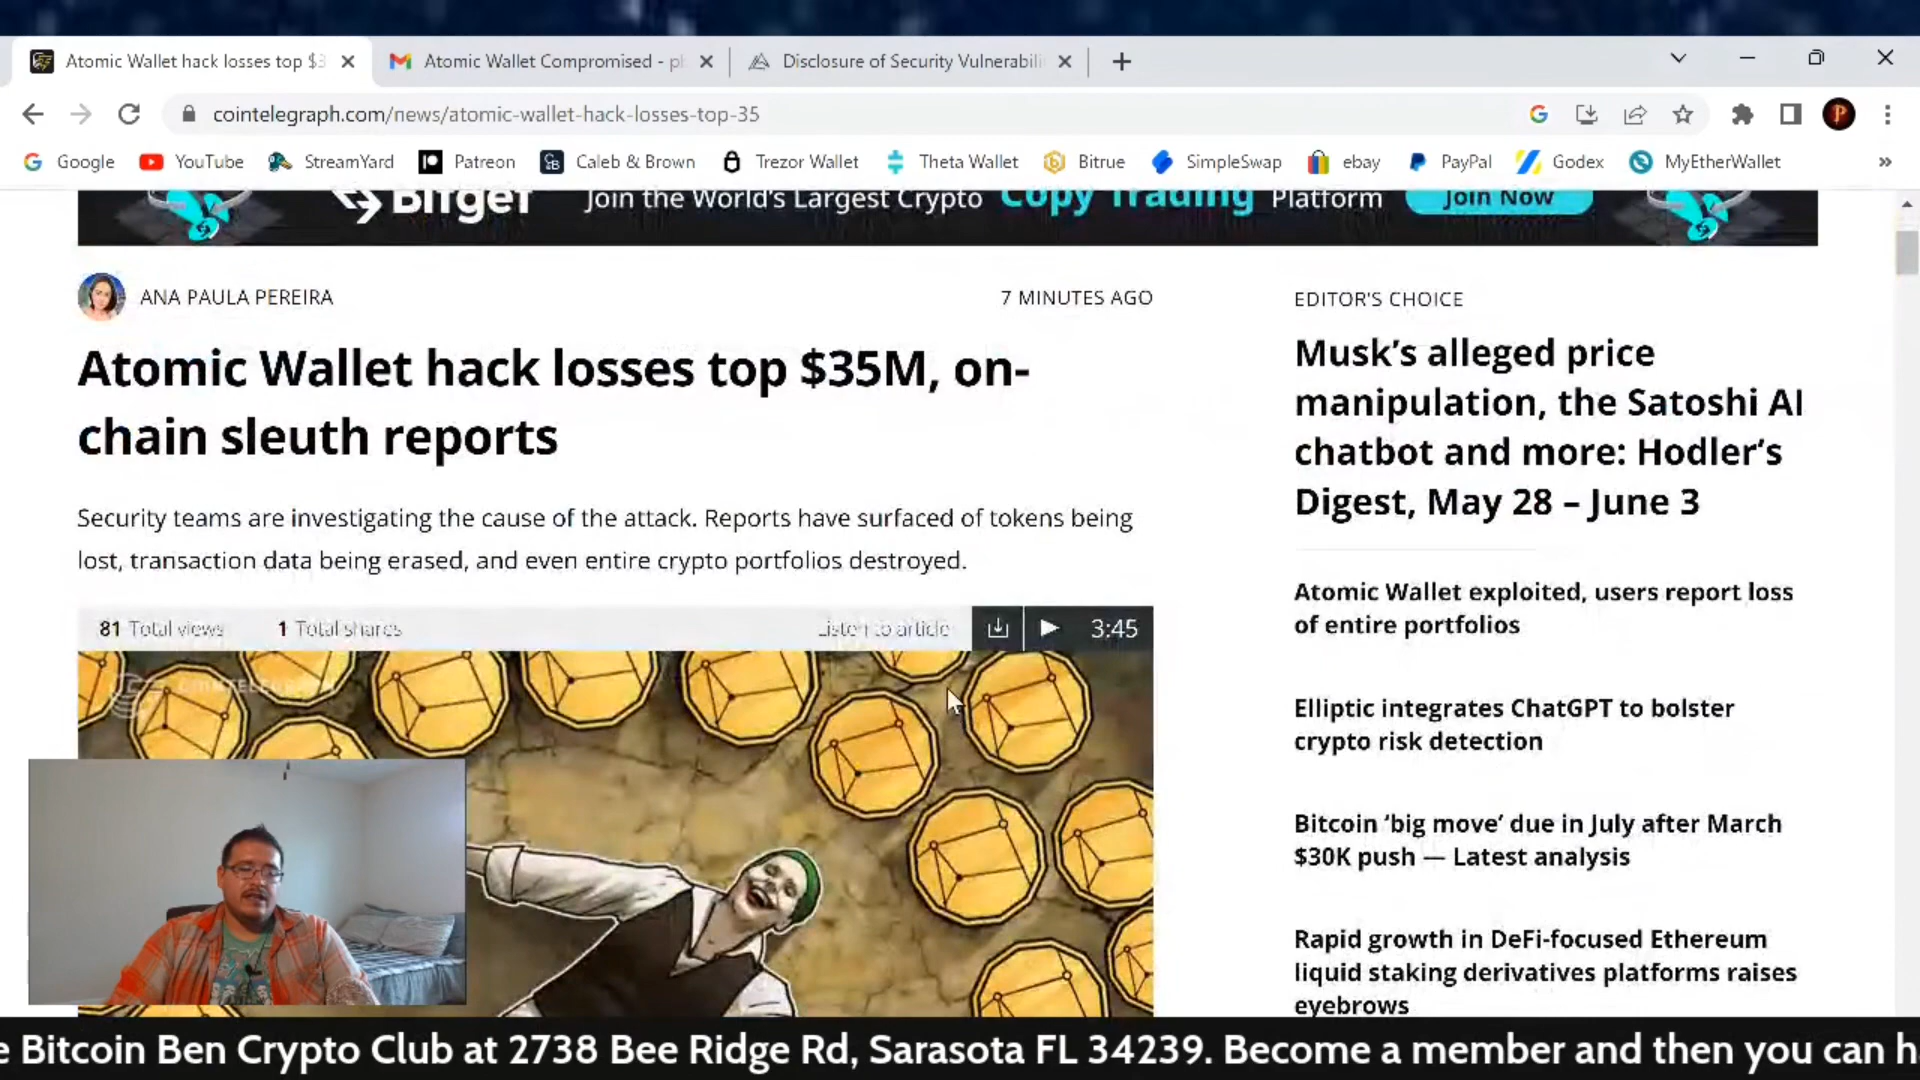 Atomic Wallet hack losses top $3
Atomic Wallet Compromised - pl
Disclosure of Security Vulnerabili
cointelegraph.com/news/atomic-wallet-hack-losses-top-35
Google YouTube StreamYard Patreon Caleb & Brown Trezor Wallet Theta Wallet Bitrue SimpleSwap ebay PayPal Godex MyEtherWallet
Bitget Join the World's Largest Crypto Copy Trading Platform Join Now
ANA PAULA PEREIRA
7 MINUTES AGO
Atomic Wallet hack losses top $35M, on-
chain sleuth reports
Security teams are investigating the cause of the attack. Reports have surfaced of tokens being
lost, transaction data being erased, and even entire crypto portfolios destroyed.
81 Total views 1 Total shares Listen to article 3:45
COINTELEGRAPH
EDITOR'S CHOICE
Musk's alleged price
manipulation, the Satoshi AI
chatbot and more: Hodler's
Digest, May 28 – June 3
Atomic Wallet exploited, users report loss
of entire portfolios
Elliptic integrates ChatGPT to bolster
crypto risk detection
Bitcoin 'big move' due in July after March
$30K push — Latest analysis
Rapid growth in DeFi-focused Ethereum
liquid staking derivatives platforms raises
eyebrows
e Bitcoin Ben Crypto Club at 2738 Bee Ridge Rd, Sarasota FL 34239. Become a member and then you can h